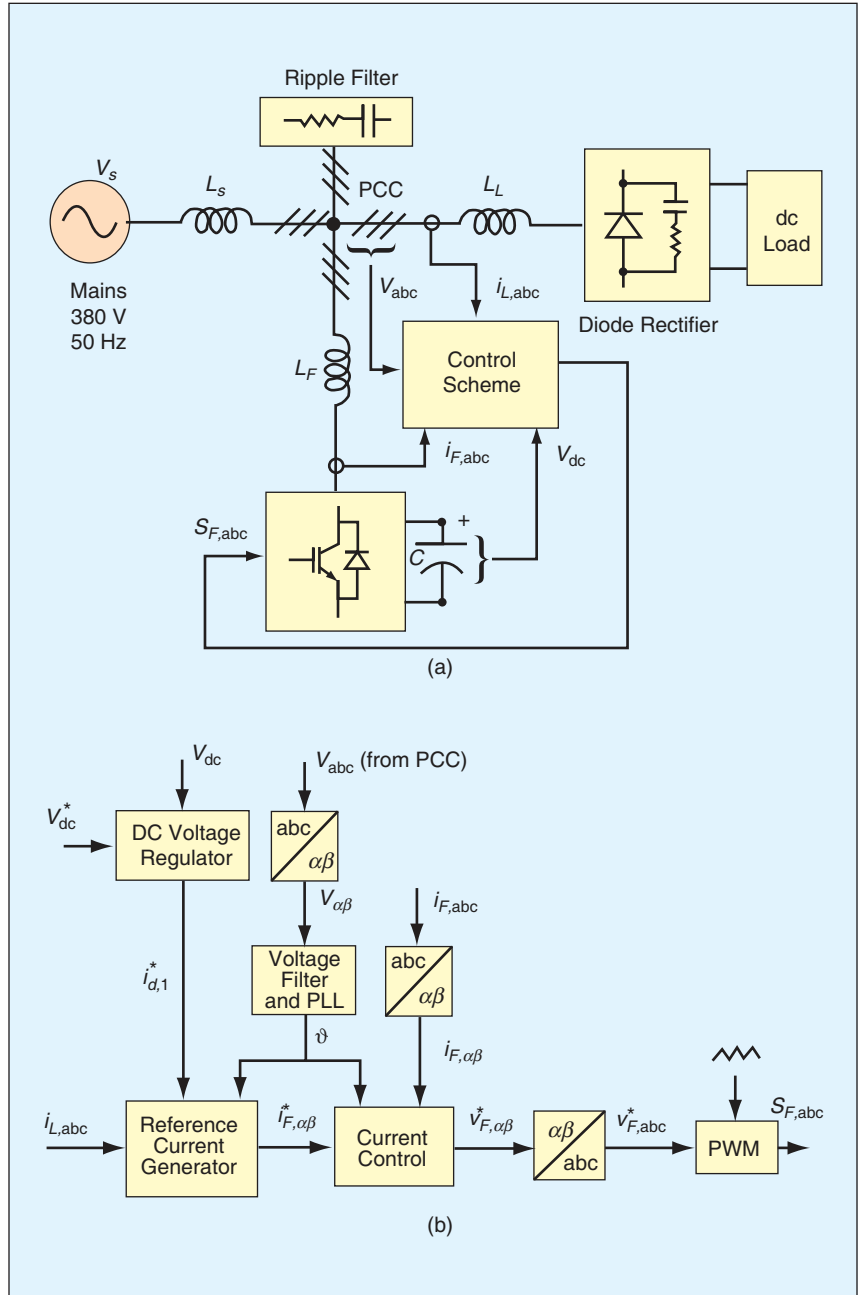 Ripple Filter
V_s
L_s
PCC
L_L
dc
Load
Mains
380 V
50 Hz
V_abc
i_L,abc
Diode Rectifier
L_F
Control
Scheme
i_F,abc
V_dc
S_F,abc
C
+
(a)
V_dc
V_abc (from PCC)
V*_dc
DC Voltage
Regulator
abc
αβ
V_αβ
i_F,abc
i*_d,1
Voltage
Filter
and PLL
abc
αβ
ϑ
i_F,αβ
i_L,abc
Reference
Current
Generator
i*_F,αβ
Current
Control
v*_F,αβ
αβ
abc
v*_F,abc
PWM
S_F,abc
(b)